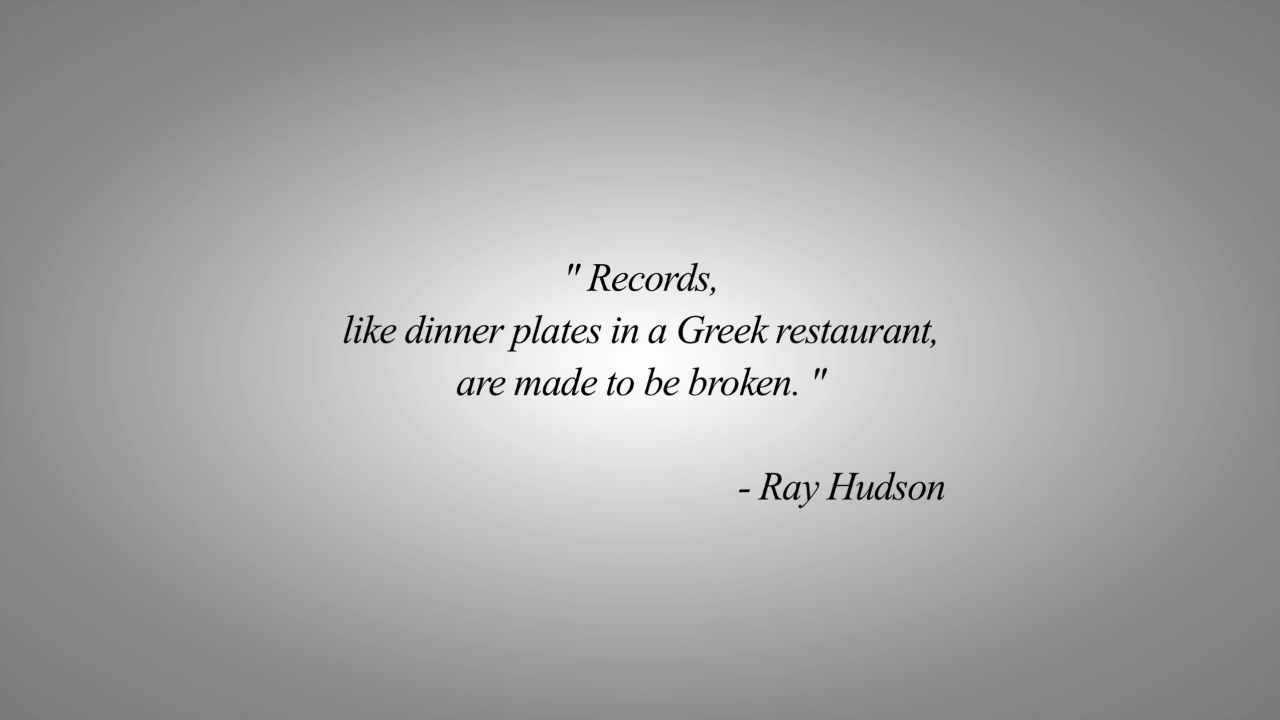 " Records,
like dinner plates in a Greek restaurant,
are made to be broken. "
- Ray Hudson